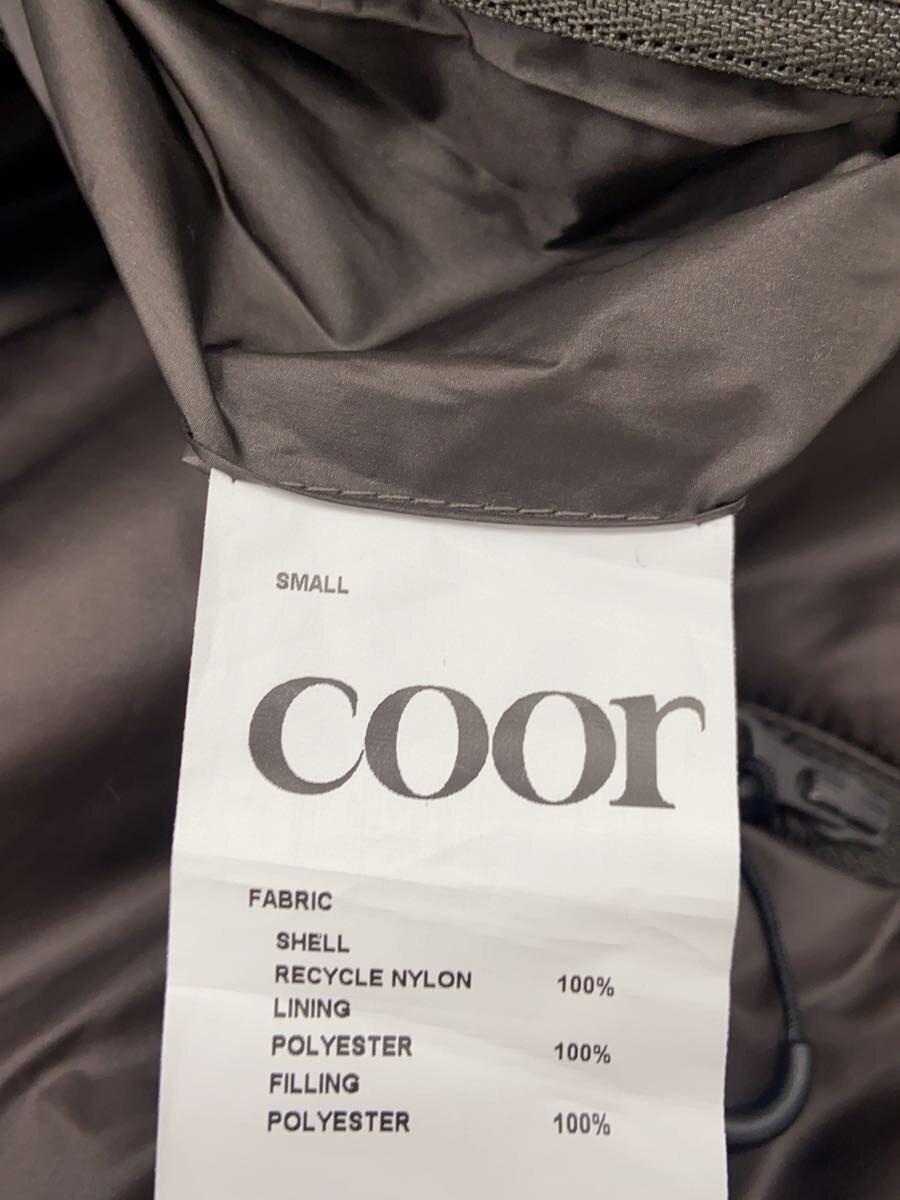 SMALL
coor
FABRIC
SHELL
RECYCLE NYLON 100%
LINING
POLYESTER 100%
FILLING
POLYESTER 100%